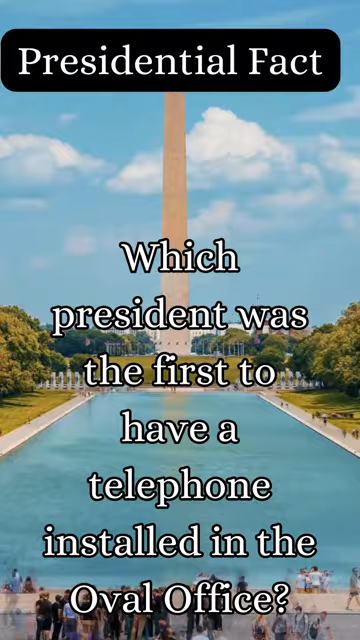 Presidential Fact
Which
president was
the first to
have a
telephone
installed in the
Oval Office?